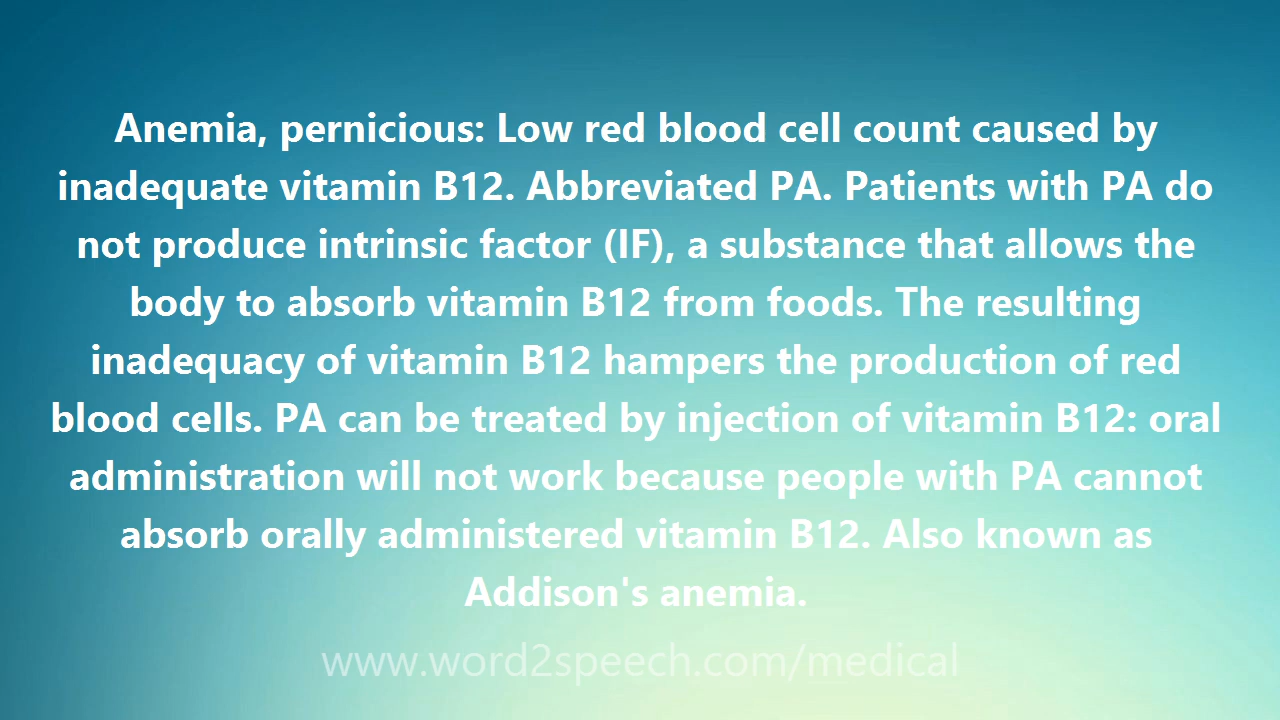 Anemia, pernicious: Low red blood cell count caused by
inadequate vitamin B12. Abbreviated PA. Patients with PA do
not produce intrinsic factor (IF), a substance that allows the
body to absorb vitamin B12 from foods. The resulting
inadequacy of vitamin B12 hampers the production of red
blood cells. PA can be treated by injection of vitamin B12: oral
administration will not work because people with PA cannot
absorb orally administered vitamin B12. Also known as
Addison's anemia.
www.word2speech.com/medical